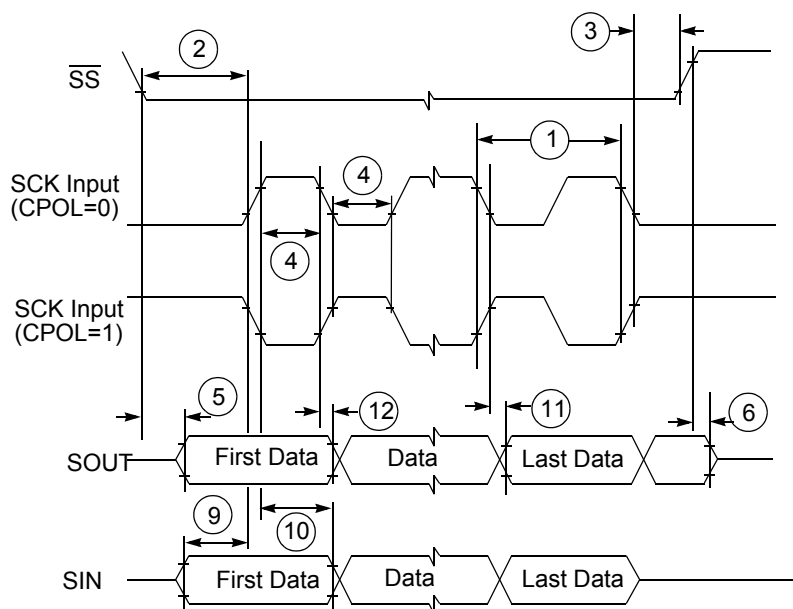 2
3
SS
1
SCK Input
(CPOL=0)
4
4
SCK Input
(CPOL=1)
5
12
11
6
SOUT
First Data
Data
Last Data
9
10
SIN
First Data
Data
Last Data